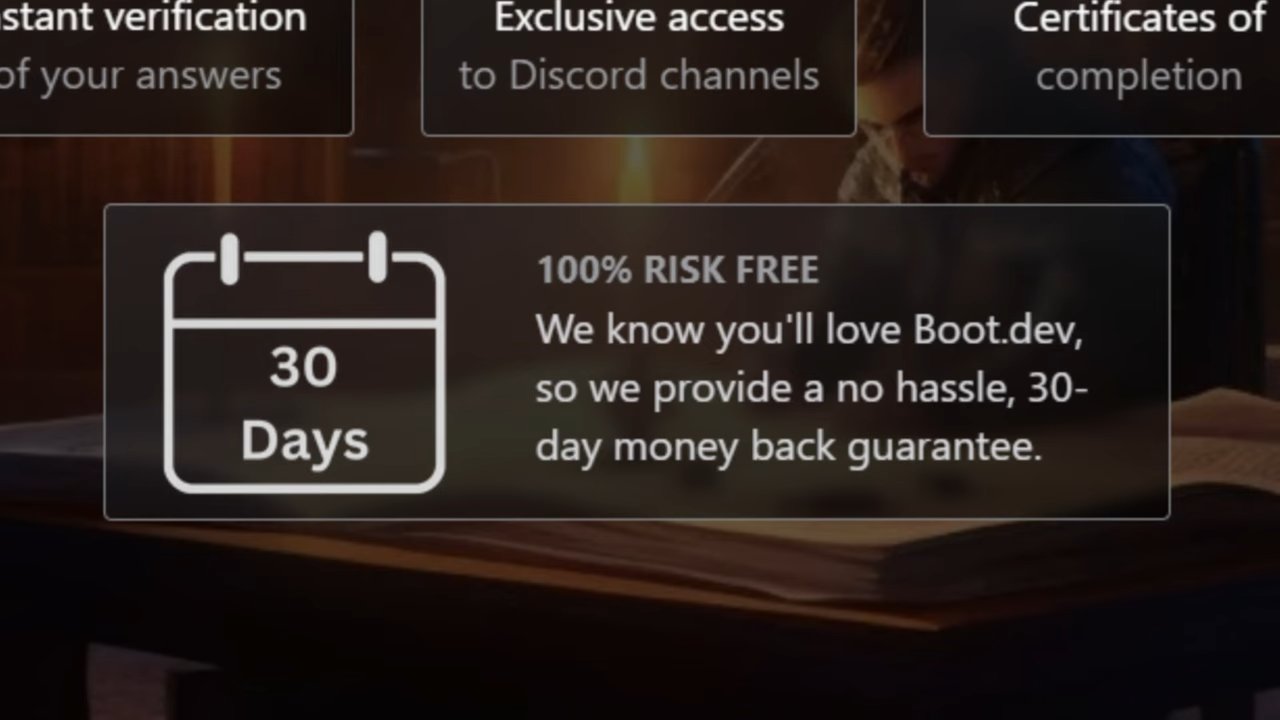 stant verification
of your answers
Exclusive access
to Discord channels
Certificates of
completion
30
Days
100% RISK FREE
We know you'll love Boot.dev,
so we provide a no hassle, 30-
day money back guarantee.